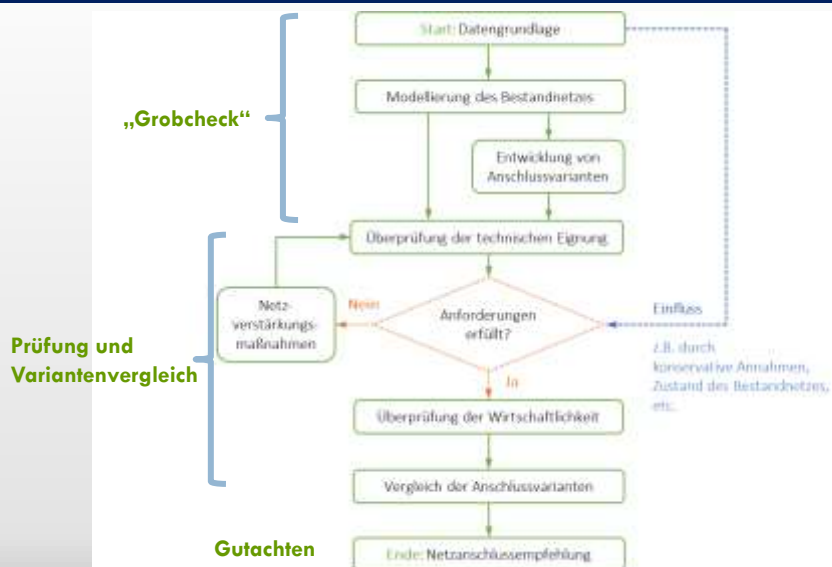 Start: Datengrundlage
Modellierung des Bestandnetzes
„Grobcheck“
Entwicklung von
Anschlussvarianten
Überprüfung der technischen Eignung
Netz-
verstärkungs-
maßnahmen
Nein
Anforderungen
erfüllt?
Einfluss
z.B. durch
konservative Annahmen,
Zustand des Bestandnetzes,
etc.
Prüfung und
Variantenvergleich
Ja
Überprüfung der Wirtschaftlichkeit
Vergleich der Anschlussvarianten
Gutachten
Ende: Netzanschlussempfehlung